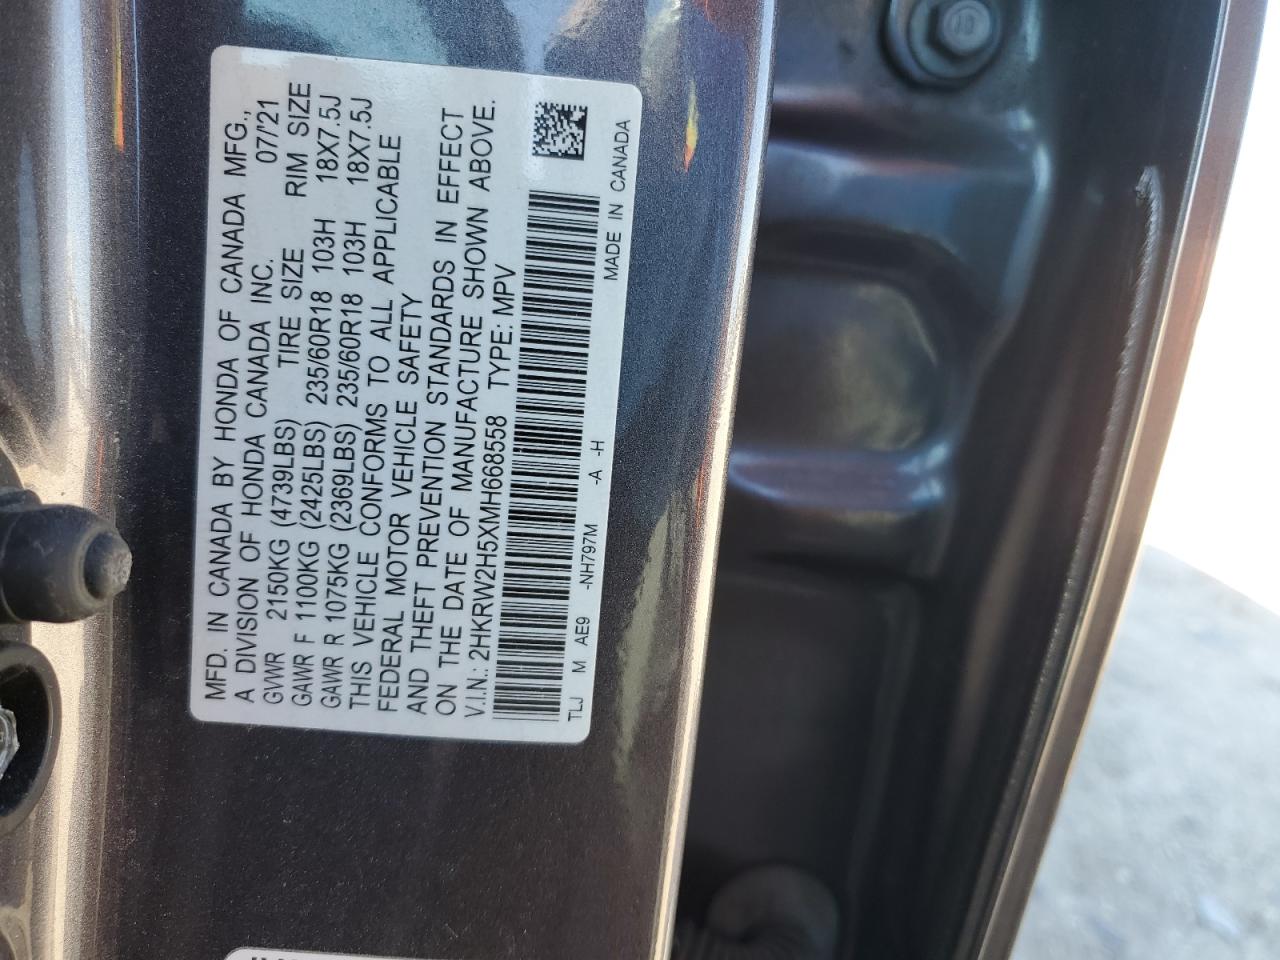 MFD. IN CANADA BY HONDA OF CANADA MFG.,
A DIVISION OF HONDA CANADA INC. 07/'21
GVWR 2150KG (4739LBS) TIRE SIZE RIM SIZE
GAWR F 1100KG (2425LBS) 235/60R18 103H 18X7.5J
GAWR R 1075KG (2369LBS) 235/60R18 103H 18X7.5J
THIS VEHICLE CONFORMS TO ALL APPLICABLE
FEDERAL MOTOR VEHICLE SAFETY
AND THEFT PREVENTION STANDARDS IN EFFECT
ON THE DATE OF MANUFACTURE SHOWN ABOVE.
V.I.N.: 2HKRW2H5XMH668558 TYPE: MPV
TLJ M AE9 -NH797M -A -H MADE IN CANADA